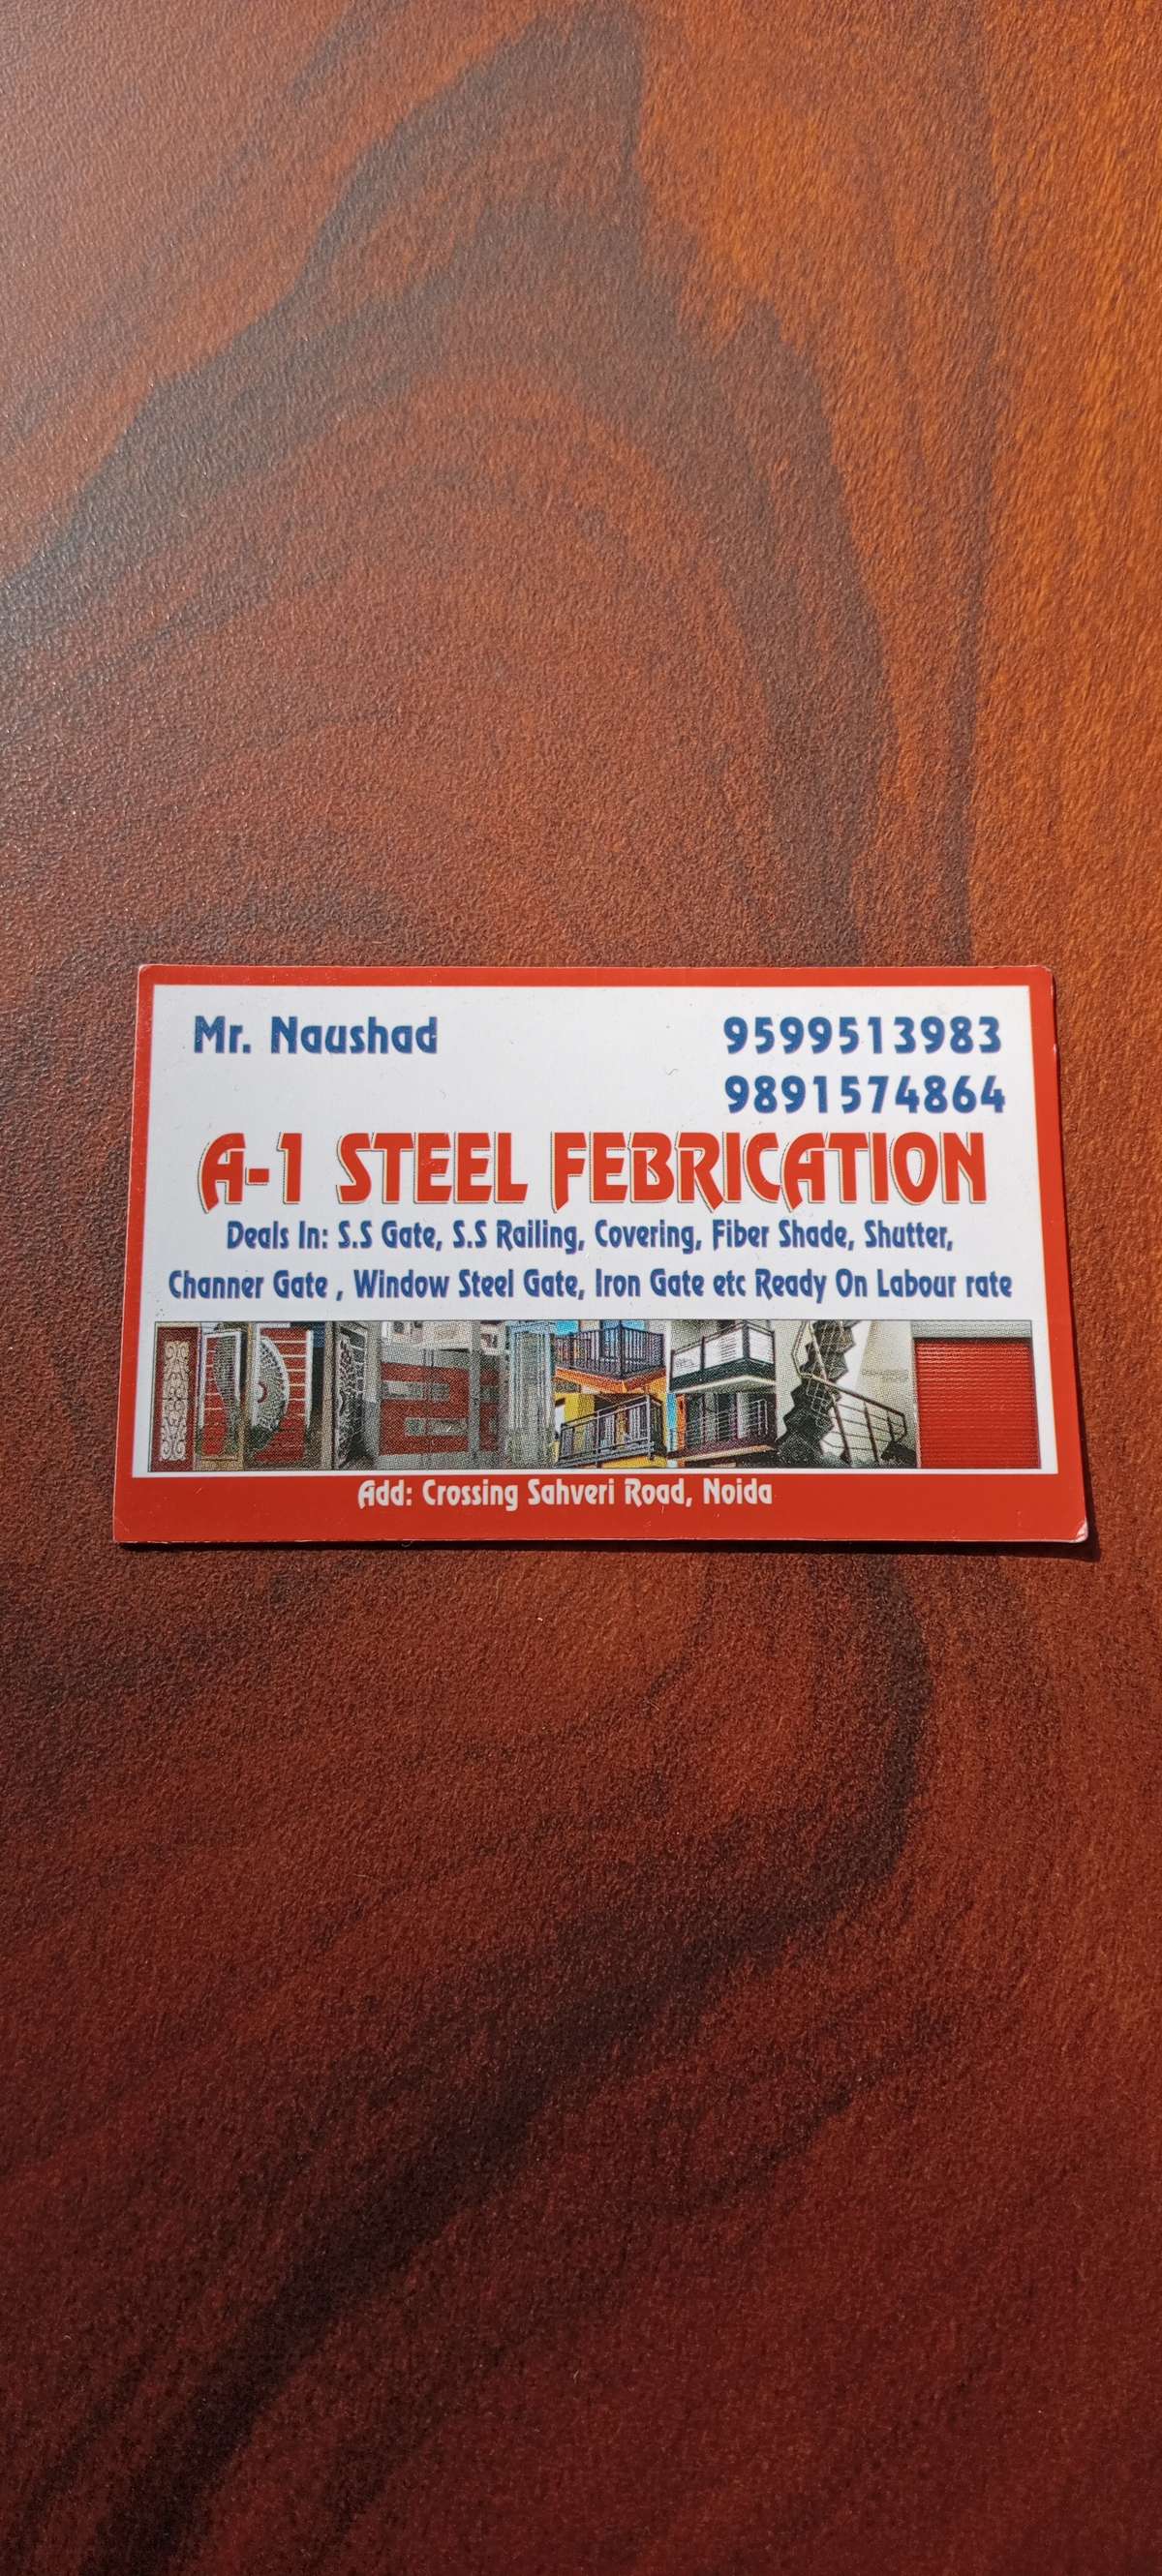 Mr. Naushad
9599513983
9891574864
A-1 STEEL FEBRICATION
Deals In: S.S Gate, S.S Railing, Covering, Fiber Shade, Shutter,
Channer Gate , Window Steel Gate, Iron Gate etc Ready On Labour rate
Add: Crossing Sahveri Road, Noida